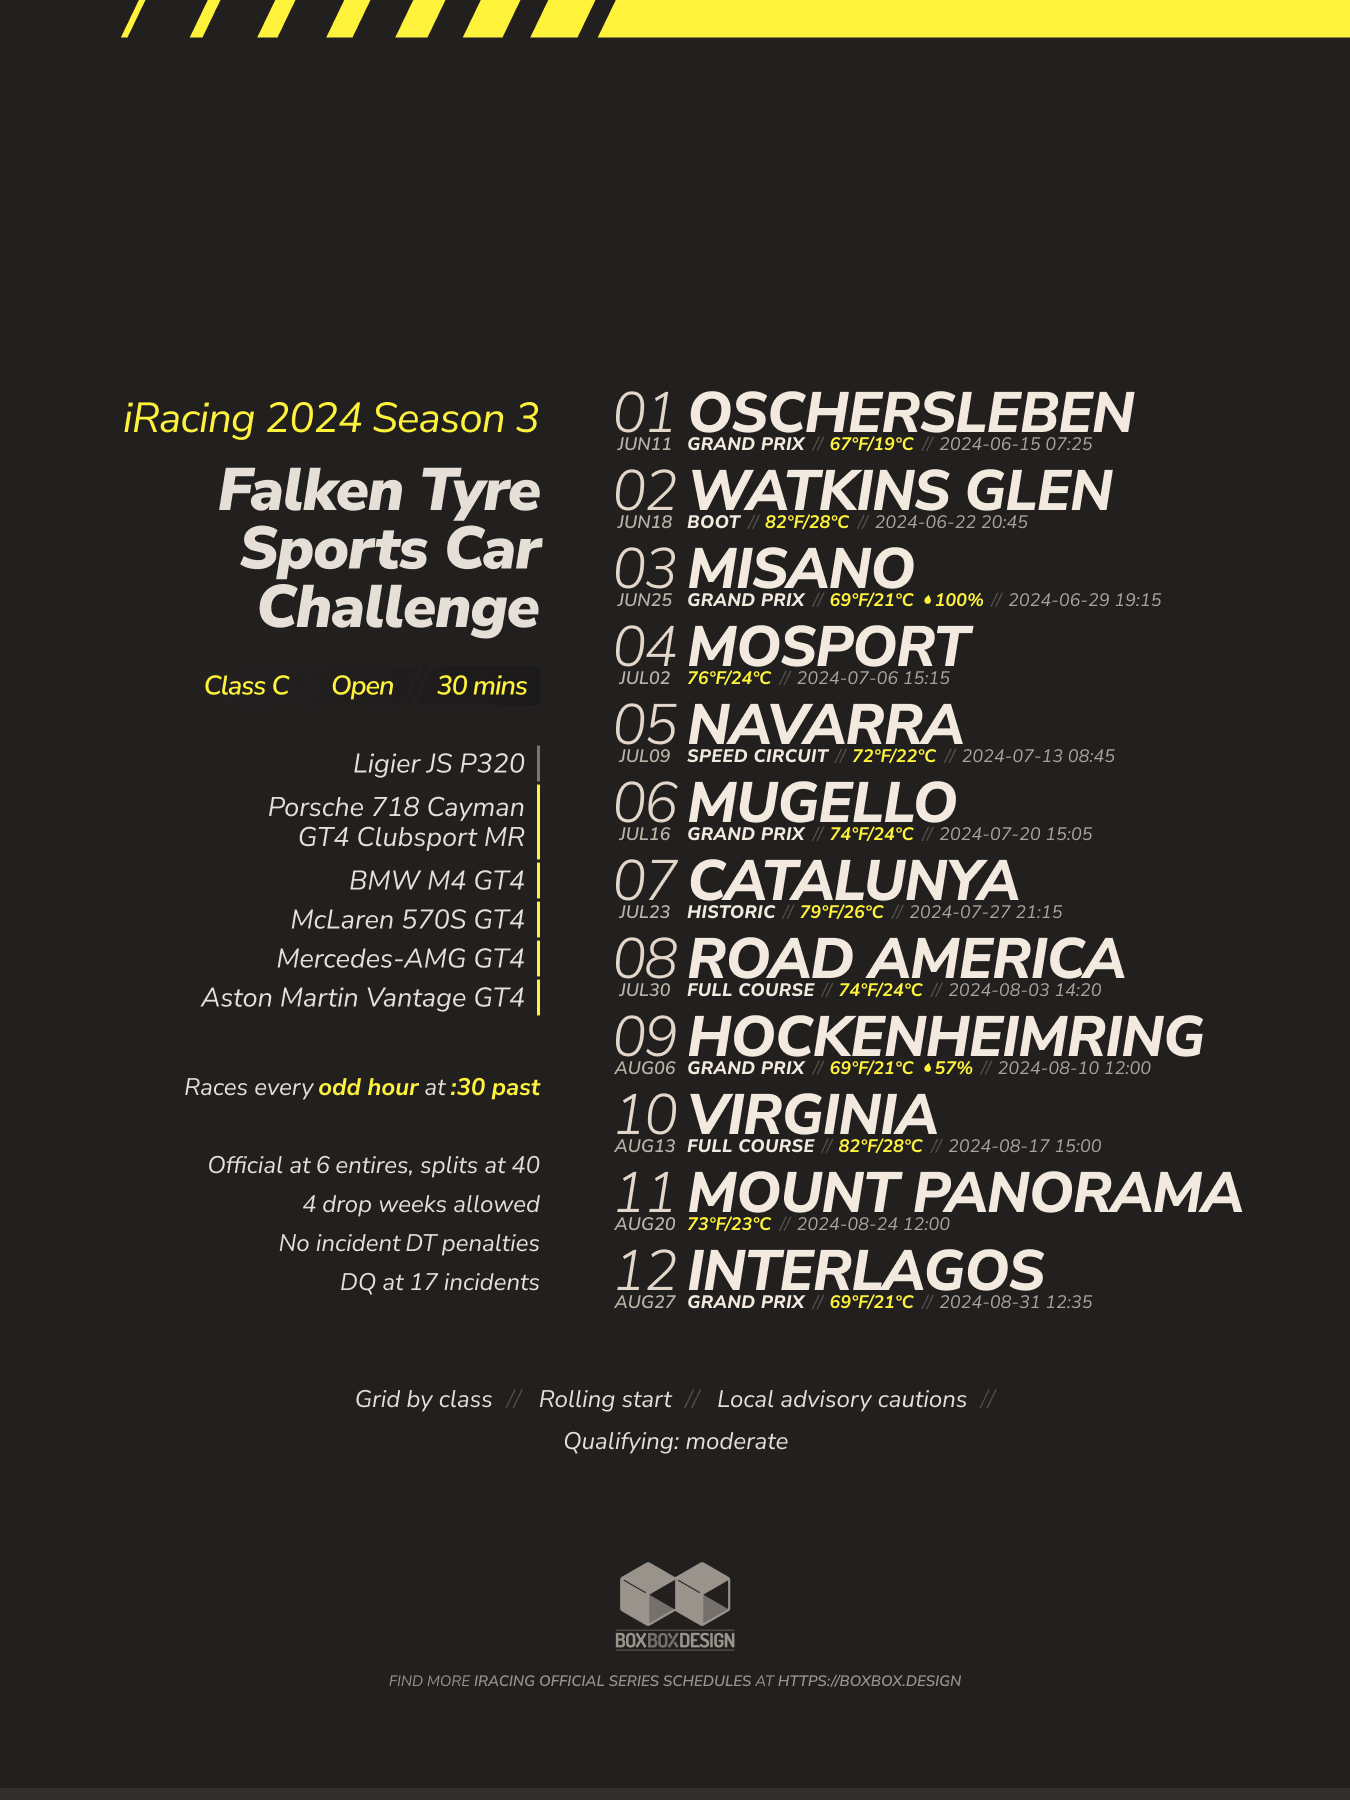 iRacing 2024 Season 3
Falken Tyre
Sports Car
Challenge
Class C Open // 30 mins
Ligier JS P320
Porsche 718 Cayman
GT4 Clubsport MR
BMW M4 GT4
McLaren 570S GT4
Mercedes-AMG GT4
Aston Martin Vantage GT4
Races every odd hour at :30 past
Official at 6 entires, splits at 40
4 drop weeks allowed
No incident DT penalties
DQ at 17 incidents
01 OSCHERSLEBEN
JUN11 GRAND PRIX // 67°F/19°C // 2024-06-15 07:25
02 WATKINS GLEN
JUN18 BOOT // 82°F/28°C // 2024-06-22 20:45
03 MISANO
JUN25 GRAND PRIX // 69°F/21°C 100% // 2024-06-29 19:15
04 MOSPORT
JUL02 76°F/24°C // 2024-07-06 15:15
05 NAVARRA
JUL09 SPEED CIRCUIT // 72°F/22°C // 2024-07-13 08:45
06 MUGELLO
JUL16 GRAND PRIX // 74°F/24°C // 2024-07-20 15:05
07 CATALUNYA
JUL23 HISTORIC // 79°F/26°C // 2024-07-27 21:15
08 ROAD AMERICA
JUL30 FULL COURSE // 74°F/24°C // 2024-08-03 14:20
09 HOCKENHEIMRING
AUG06 GRAND PRIX // 69°F/21°C 57% // 2024-08-10 12:00
10 VIRGINIA
AUG13 FULL COURSE // 82°F/28°C // 2024-08-17 15:00
11 MOUNT PANORAMA
AUG20 73°F/23°C // 2024-08-24 12:00
12 INTERLAGOS
AUG27 GRAND PRIX // 69°F/21°C // 2024-08-31 12:35
Grid by class // Rolling start // Local advisory cautions //
Qualifying: moderate
BOXBOXDESIGN
FIND MORE IRACING OFFICIAL SERIES SCHEDULES AT HTTPS://BOXBOX.DESIGN